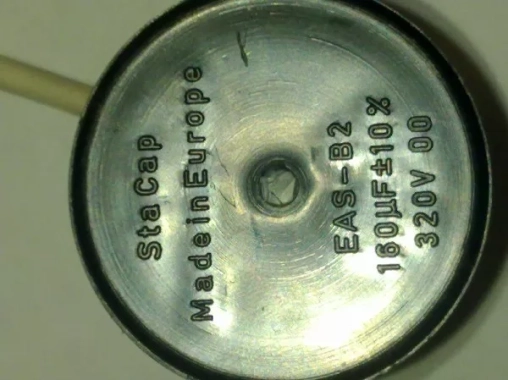 StaCap
MadeinEurope
EAS-B2
160µF±10%
320V 00